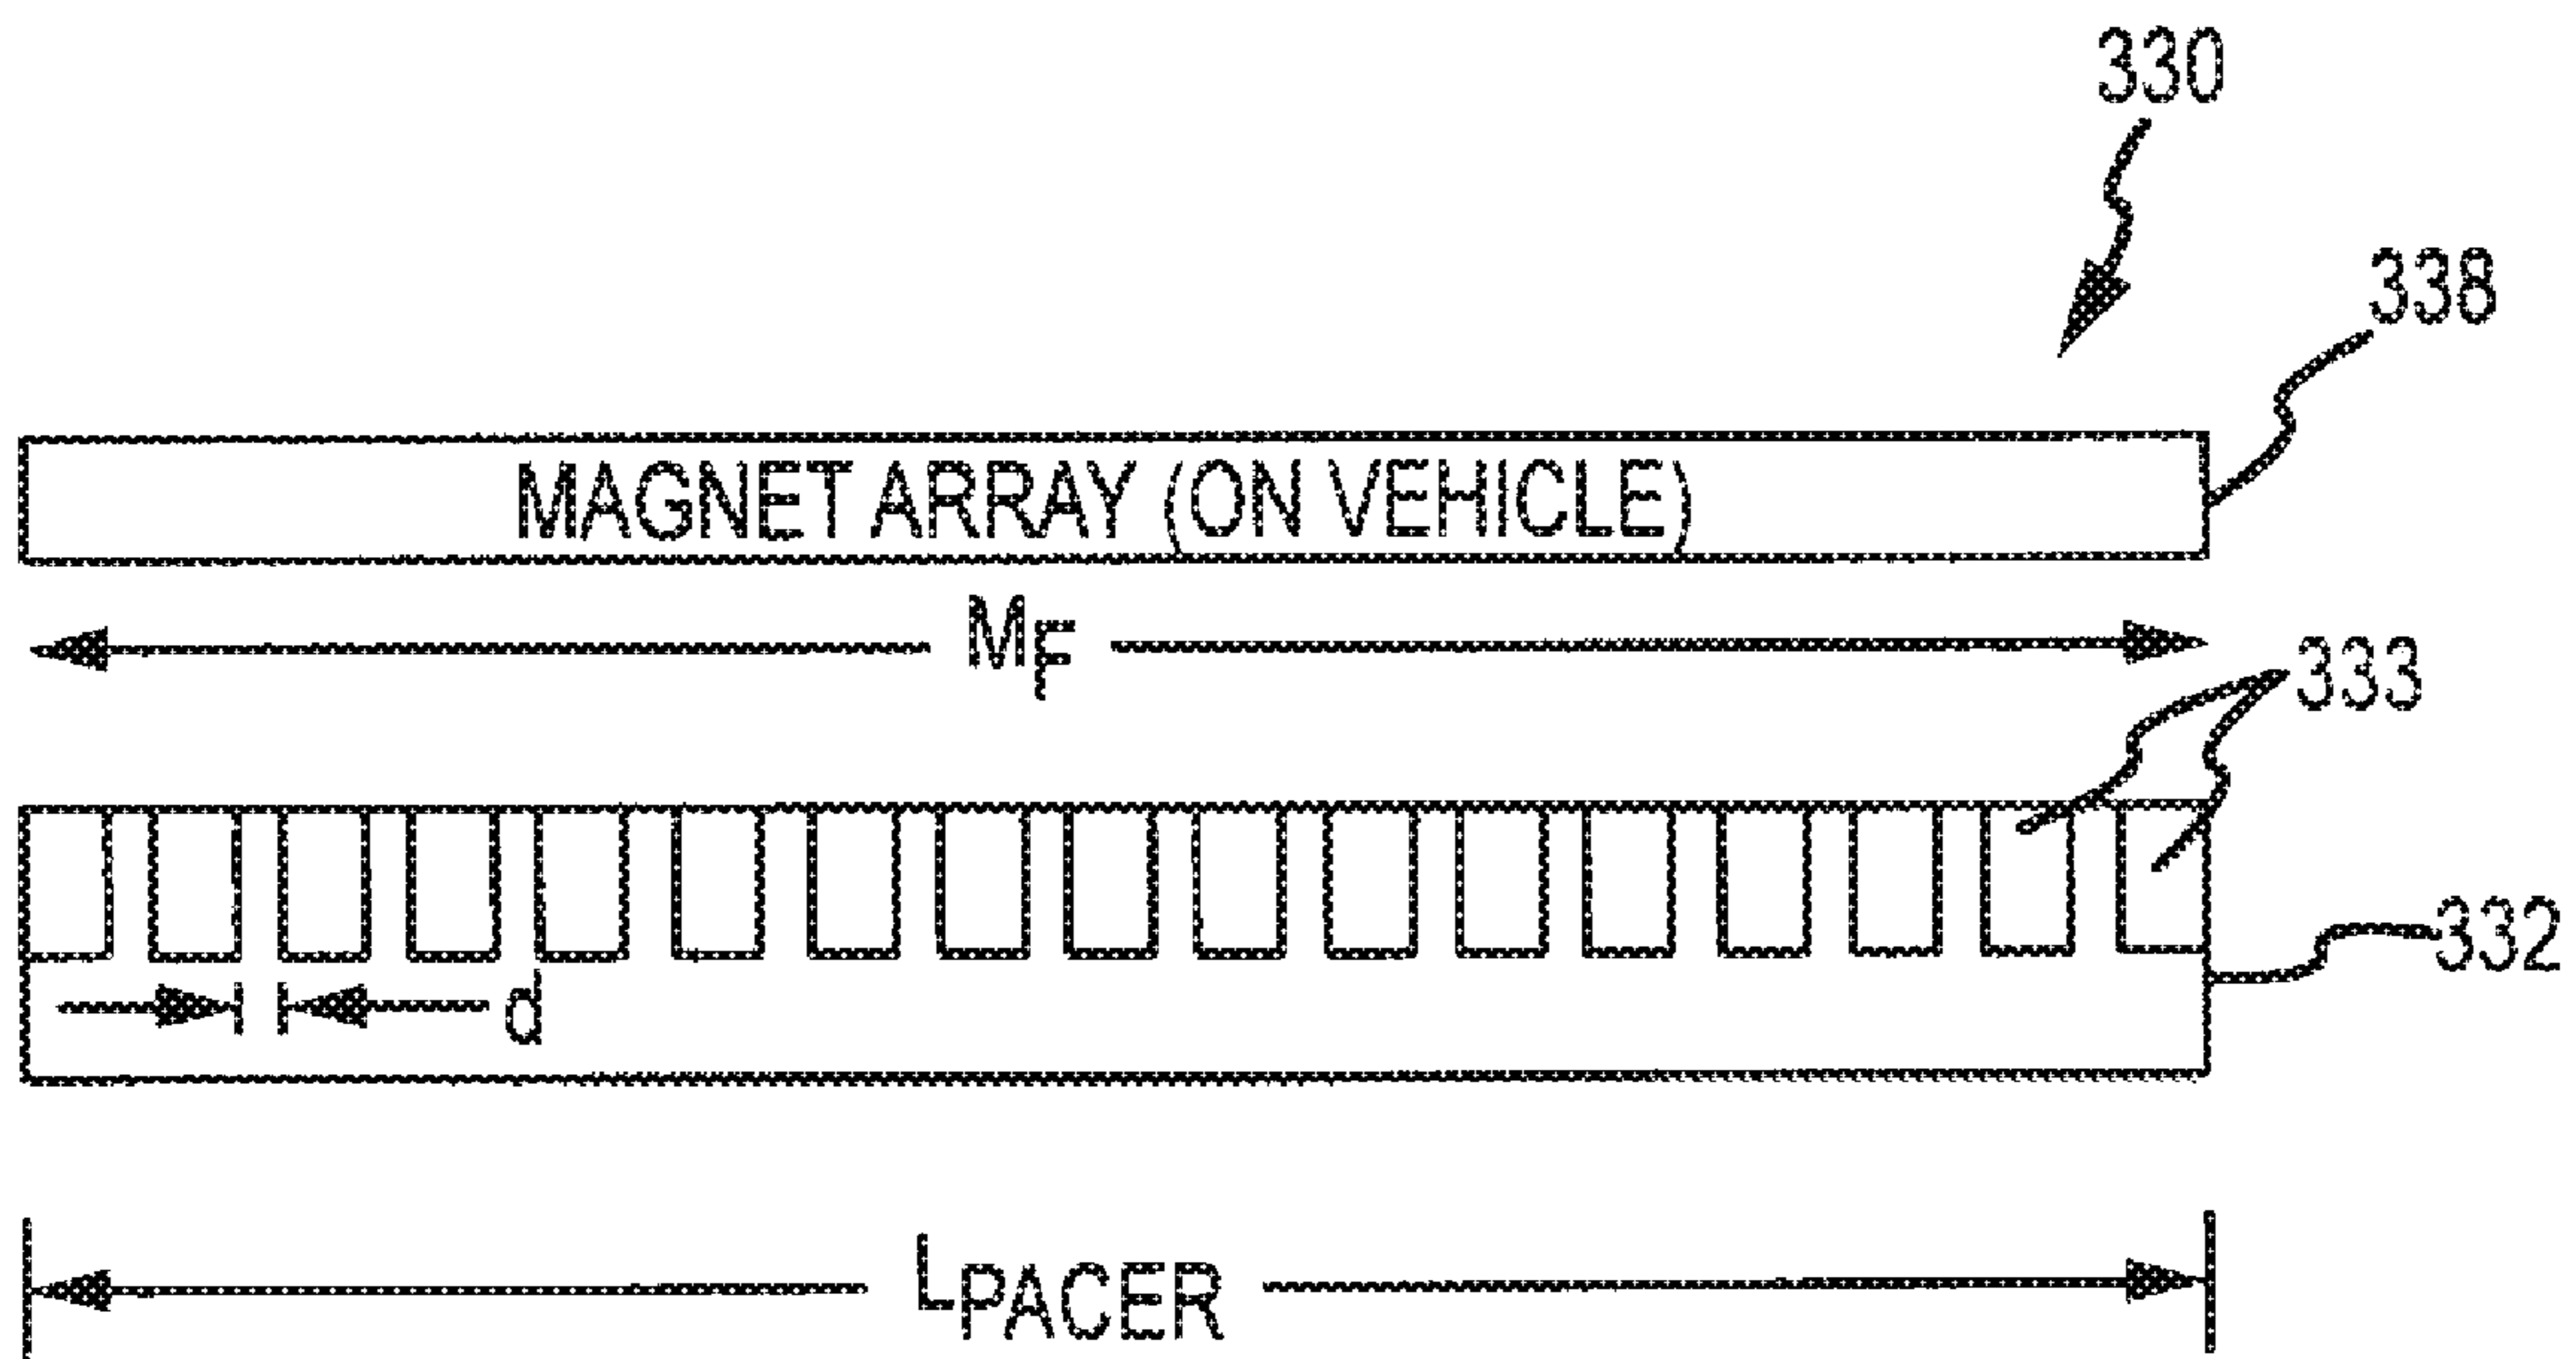 330
338
MAGNET ARRAY (ON VEHICLE)
MF
333
332
d
LPACER